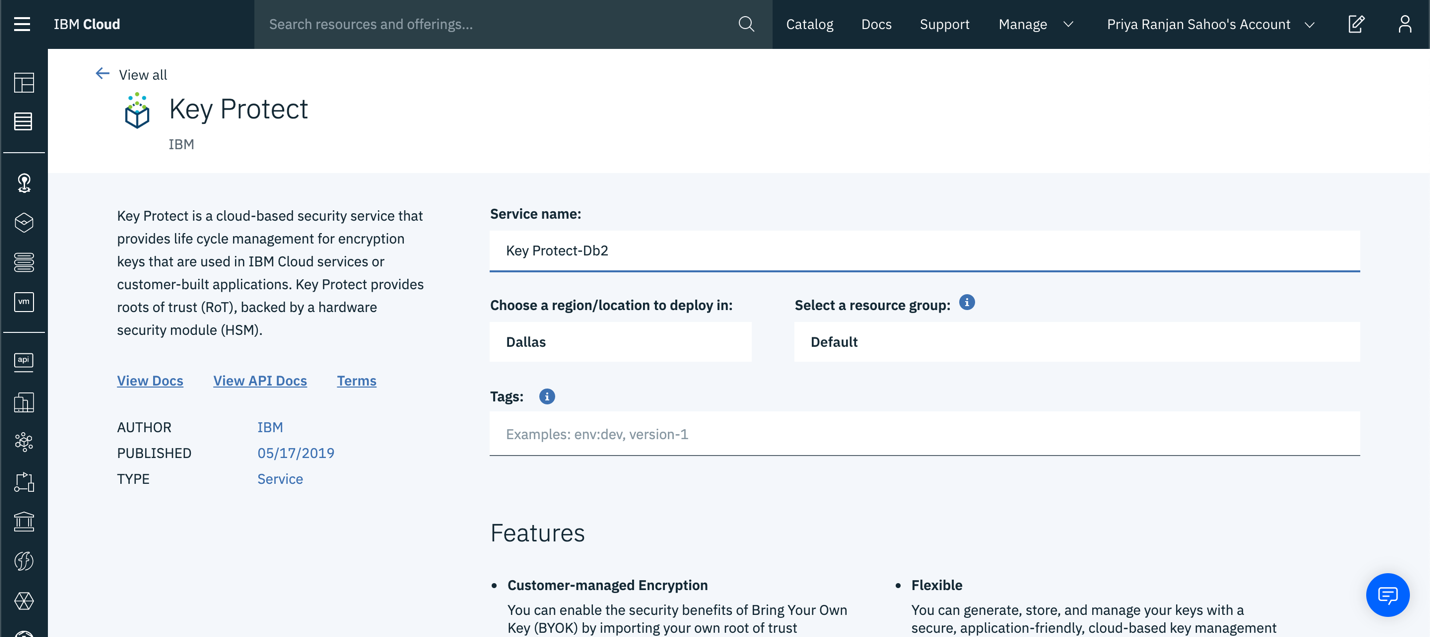 IBM Cloud
Search resources and offerings...
Catalog
Docs
Support
Manage
Priya Ranjan Sahoo's Account
View all
Key Protect
IBM
vm
api
Key Protect is a cloud-based security service that
provides life cycle management for encryption
keys that are used in IBM Cloud services or
customer-built applications. Key Protect provides
roots of trust (RoT), backed by a hardware
security module (HSM).
View Docs
View API Docs
Terms
AUTHOR IBM
PUBLISHED 05/17/2019
TYPE Service
Service name:
Key Protect-Db2
Choose a region/location to deploy in:
Dallas
Select a resource group:
Default
Tags:
Examples: env:dev, version-1
Features
• Customer-managed Encryption
You can enable the security benefits of Bring Your Own
Key (BYOK) by importing your own root of trust
• Flexible
You can generate, store, and manage your keys with a
secure, application-friendly, cloud-based key management